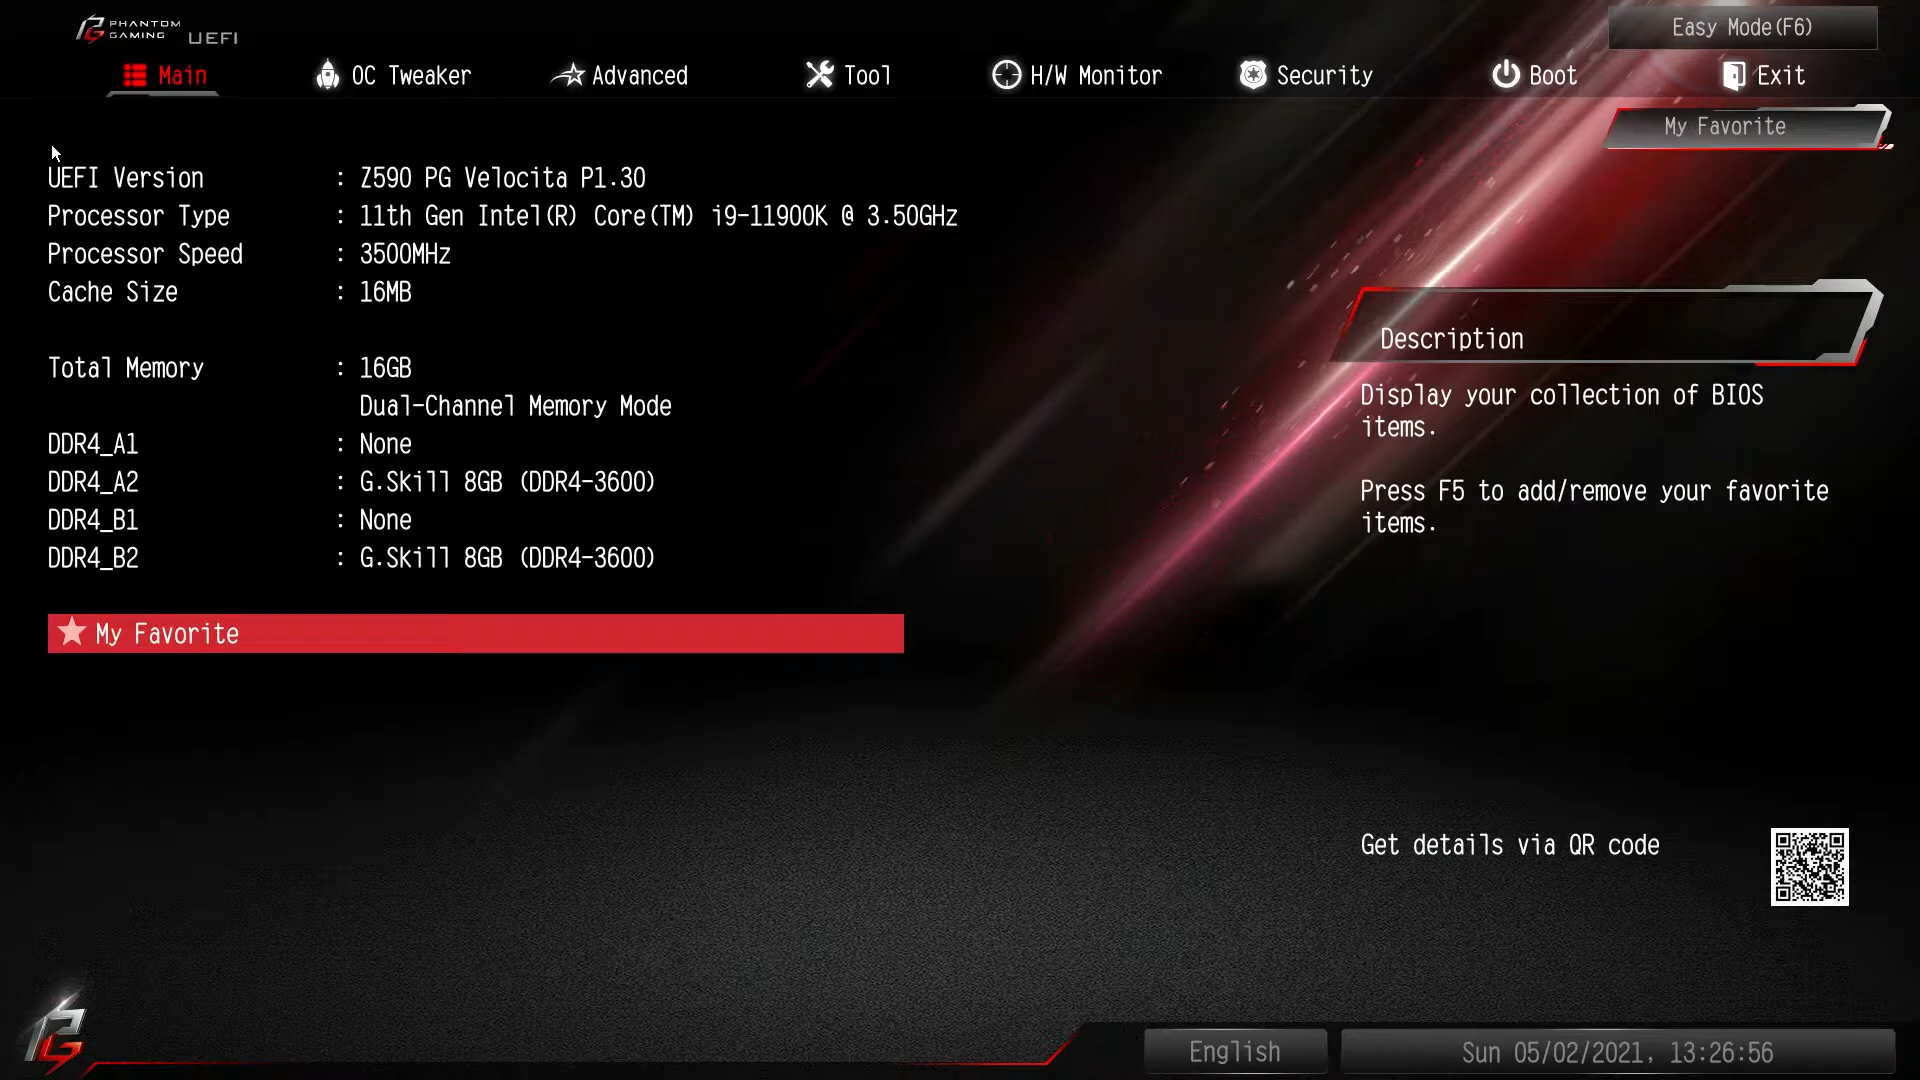 PHANTOM GAMING UEFI
Easy Mode(F6)
Main OC Tweaker Advanced Tool H/W Monitor Security Boot Exit
My Favorite
UEFI Version : Z590 PG Velocita P1.30
Processor Type : 11th Gen Intel(R) Core(TM) i9-11900K @ 3.50GHz
Processor Speed : 3500MHz
Cache Size : 16MB
Total Memory : 16GB
Dual-Channel Memory Mode
DDR4_A1 : None
DDR4_A2 : G.Skill 8GB (DDR4-3600)
DDR4_B1 : None
DDR4_B2 : G.Skill 8GB (DDR4-3600)
My Favorite
Description
Display your collection of BIOS
items.
Press F5 to add/remove your favorite
items.
Get details via QR code
English
Sun 05/02/2021, 13:26:56